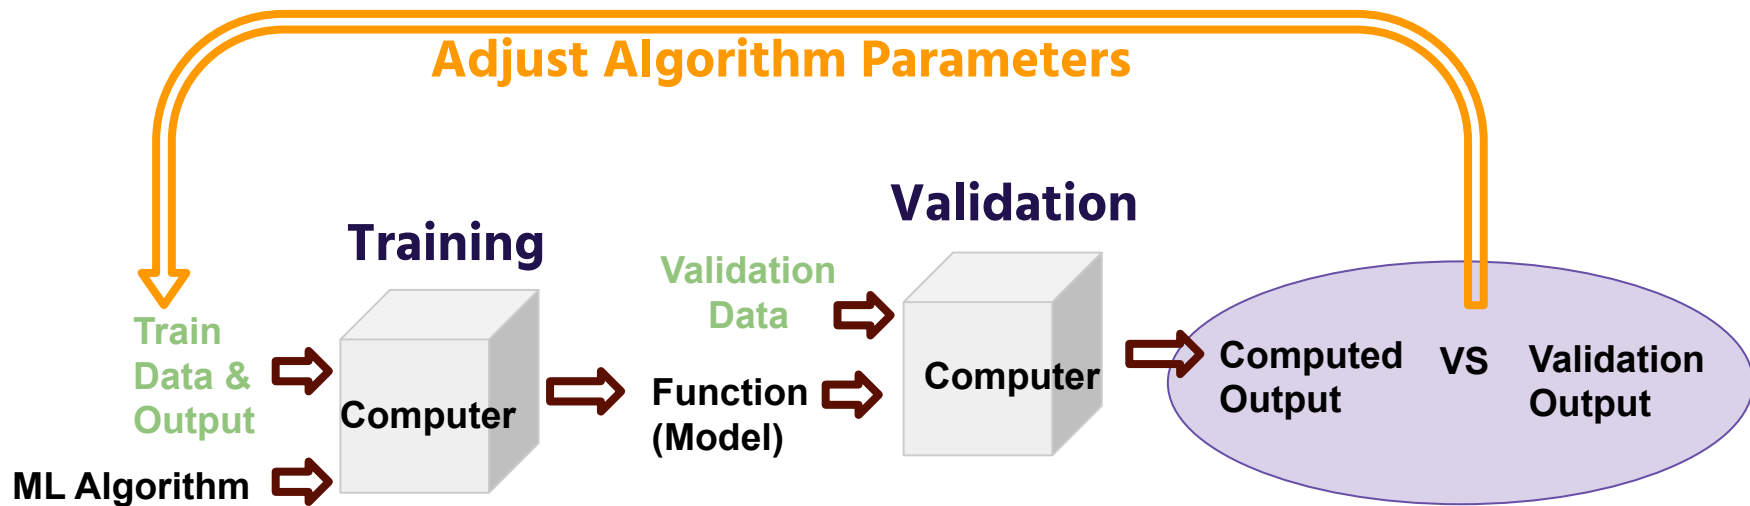 Adjust Algorithm Parameters
Training
Validation
Train
Data &
Output
ML Algorithm
Computer
Validation
Data
Function
(Model)
Computer
Computed
Output
VS
Validation
Output